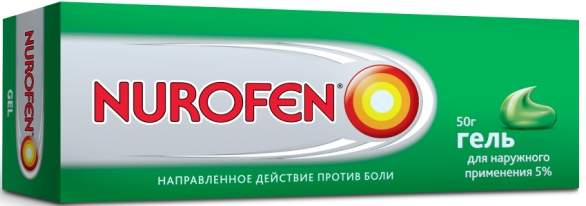 GEL
NUROFEN®
НАПРАВЛЕННОЕ ДЕЙСТВИЕ ПРОТИВ БОЛИ
50г
гель
для наружного
применения 5%